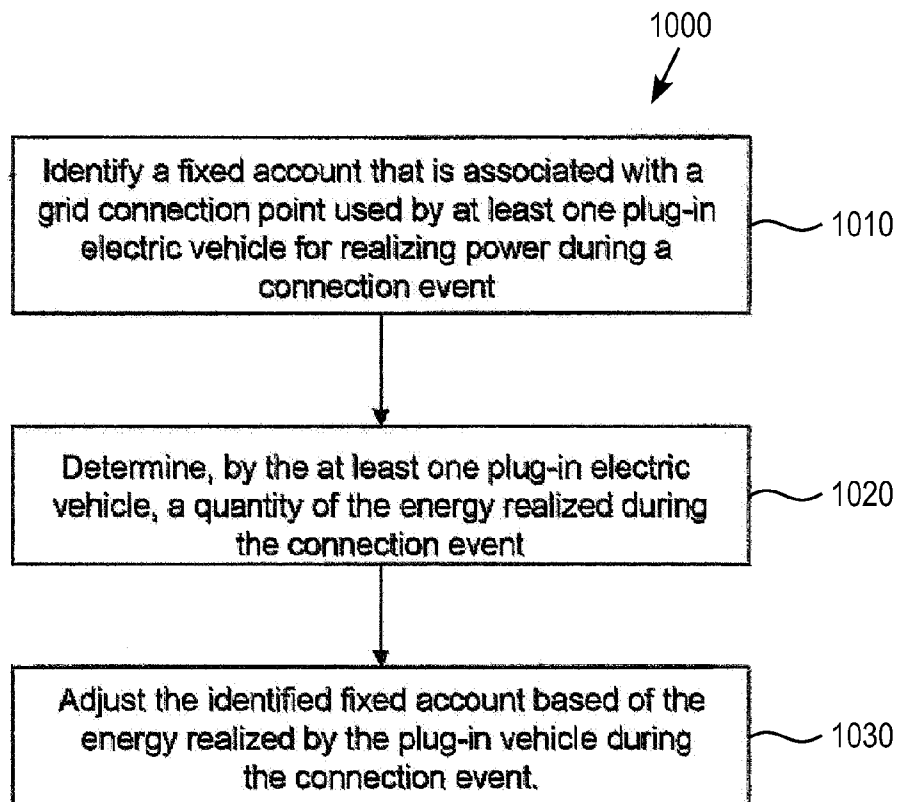 1000
Identify a fixed account that is associated with a
grid connection point used by at least one plug-in
electric vehicle for realizing power during a
connection event
1010
Determine, by the at least one plug-in electric
vehicle, a quantity of the energy realized during
the connection event
1020
Adjust the identified fixed account based of the
energy realized by the plug-in vehicle during
the connection event.
1030